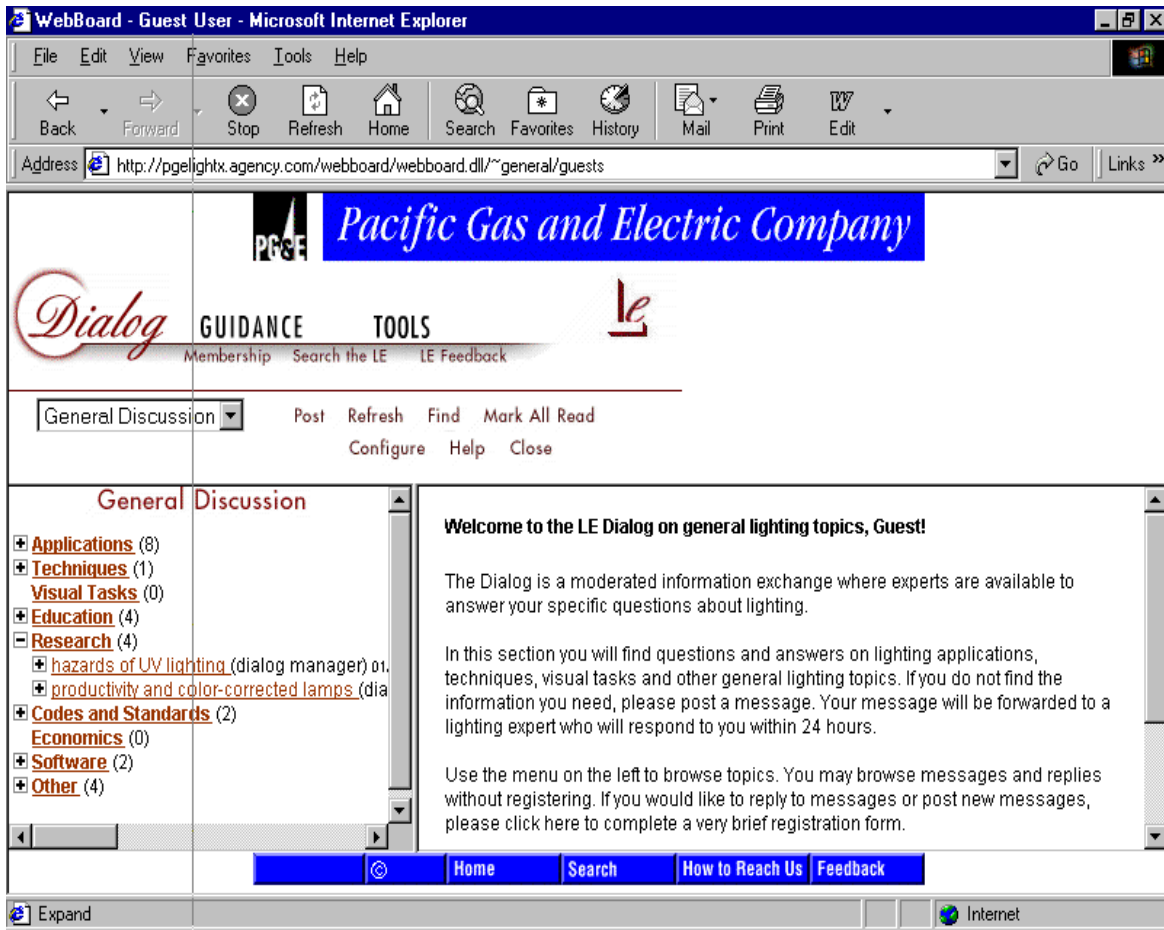 WebBoard - Guest User - Microsoft Internet Explorer
File Edit View Favorites Tools Help
Back Forward Stop Refresh Home Search Favorites History Mail Print Edit
Address http://pgelightx.agency.com/webboard/webboard.dll/~general/guests Go Links »
PG&E Pacific Gas and Electric Company
Dialog GUIDANCE TOOLS le
Membership Search the LE LE Feedback
General Discussion Post Refresh Find Mark All Read
Configure Help Close
General Discussion
Applications (8)
Techniques (1)
Visual Tasks (0)
Education (4)
Research (4)
hazards of UV lighting (dialog manager) 01.
productivity and color-corrected lamps (dia
Codes and Standards (2)
Economics (0)
Software (2)
Other (4)
Welcome to the LE Dialog on general lighting topics, Guest!
The Dialog is a moderated information exchange where experts are available to
answer your specific questions about lighting.
In this section you will find questions and answers on lighting applications,
techniques, visual tasks and other general lighting topics. If you do not find the
information you need, please post a message. Your message will be forwarded to a
lighting expert who will respond to you within 24 hours.
Use the menu on the left to browse topics. You may browse messages and replies
without registering. If you would like to reply to messages or post new messages,
please click here to complete a very brief registration form.
© Home Search How to Reach Us Feedback
Expand Internet